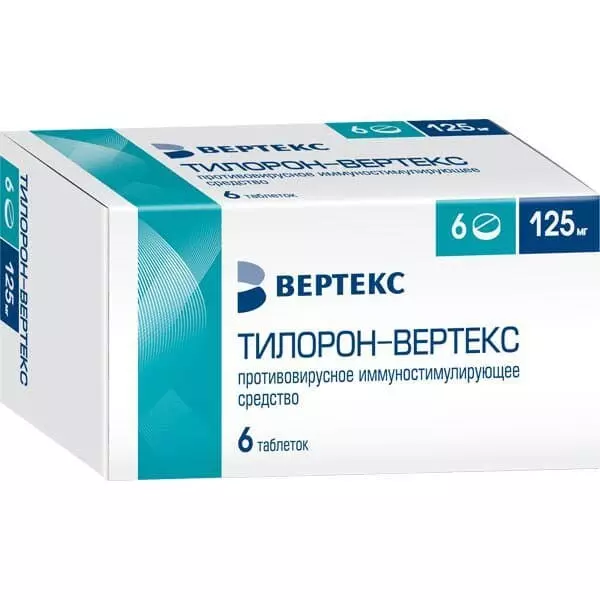 6 125 мг
ВЕРТЕКС
ТИЛОРОН-ВЕРТЕКС
противовирусное иммуностимулирующее
средство
6 таблеток
6 125 мг
ВЕРТЕКС
ТИЛОРОН-ВЕРТЕКС
противовирусное иммуностимулирующее
средство
6 таблеток
ТИЛОРОН-ВЕРТЕКС
6 125 мг